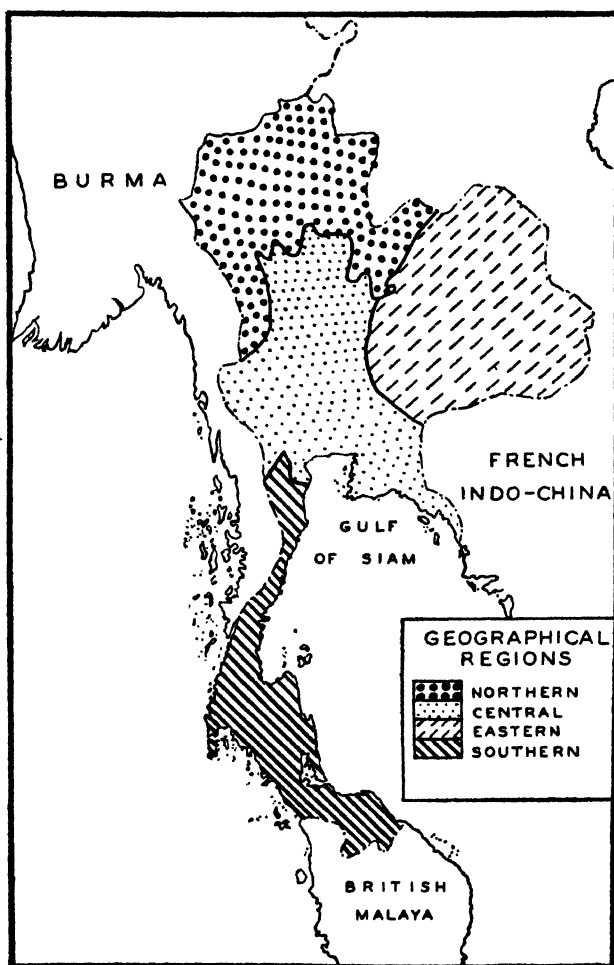 BURMA
FRENCH
INDO-CHINA
GULF
OF SIAM
GEOGRAPHICAL
REGIONS
NORTHERN
CENTRAL
EASTERN
SOUTHERN
BRITISH
MALAYA